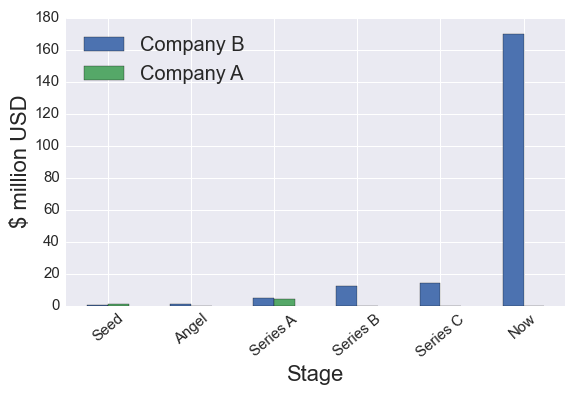 180
160
140
120
100
80
60
40
20
0
$ million USD
Company B
Company A
Seed
Angel
Series A
Series B
Series C
Now
Stage